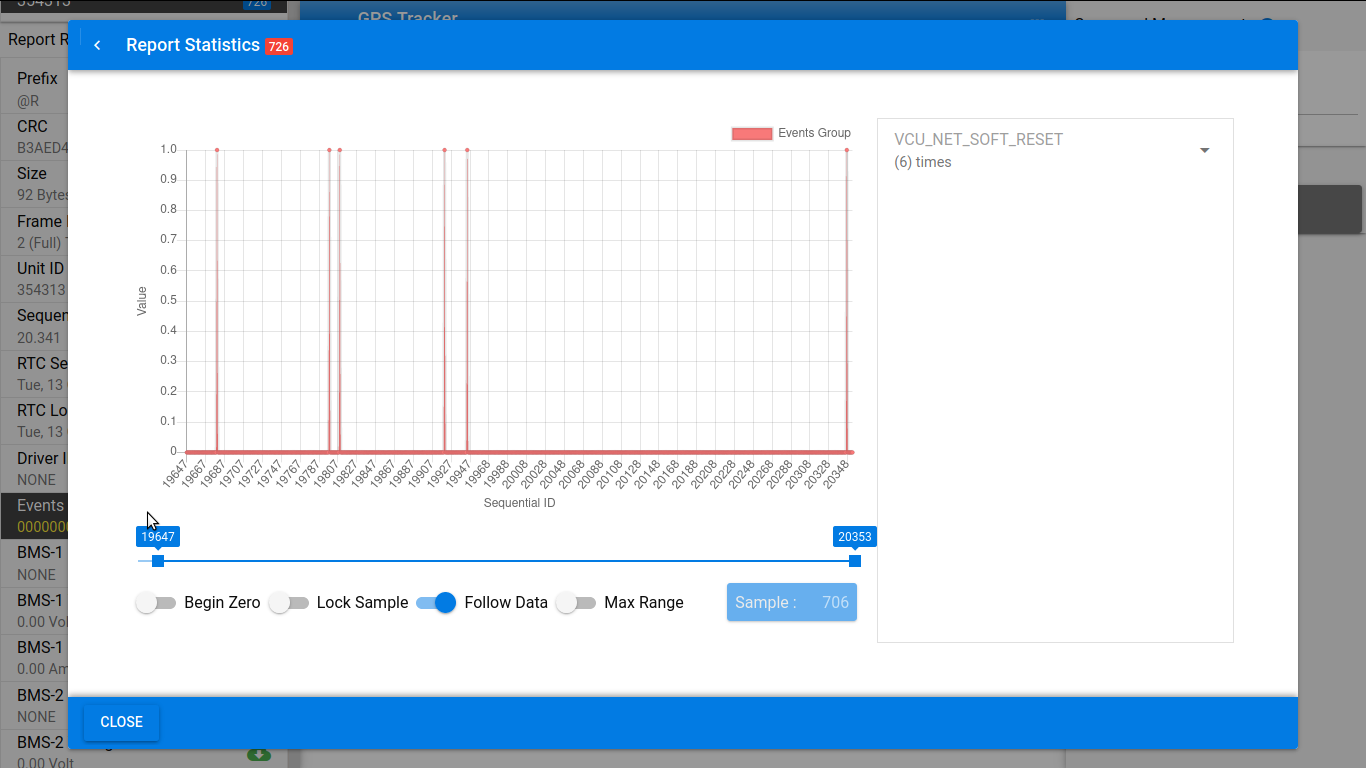 354313
726
GPS Tracker
Report R
Report Statistics 726
Prefix
@R
CRC
B3AED4
Size
92 Bytes
Frame I
2 (Full)
Unit ID
354313
Sequen
20.341
RTC Se
Tue, 13
RTC Lo
Tue, 13
Driver I
NONE
Events
0000000
BMS-1
NONE
BMS-1
0.00 Vol
BMS-1
0.00 Am
BMS-2
NONE
BMS-2
0.00 Volt
Events Group
1.0
0.9
0.8
0.7
0.6
0.5
0.4
0.3
0.2
0.1
0
Value
19647 19667 19687 19707 19727 19747 19767 19787 19807 19827 19847 19867 19887 19907 19927 19947 19968 19988 20008 20028 20048 20068 20088 20108 20128 20148 20168 20188 20208 20228 20248 20268 20288 20308 20328 20348
Sequential ID
19647
20353
Begin Zero
Lock Sample
Follow Data
Max Range
Sample : 706
VCU_NET_SOFT_RESET
(6) times
CLOSE